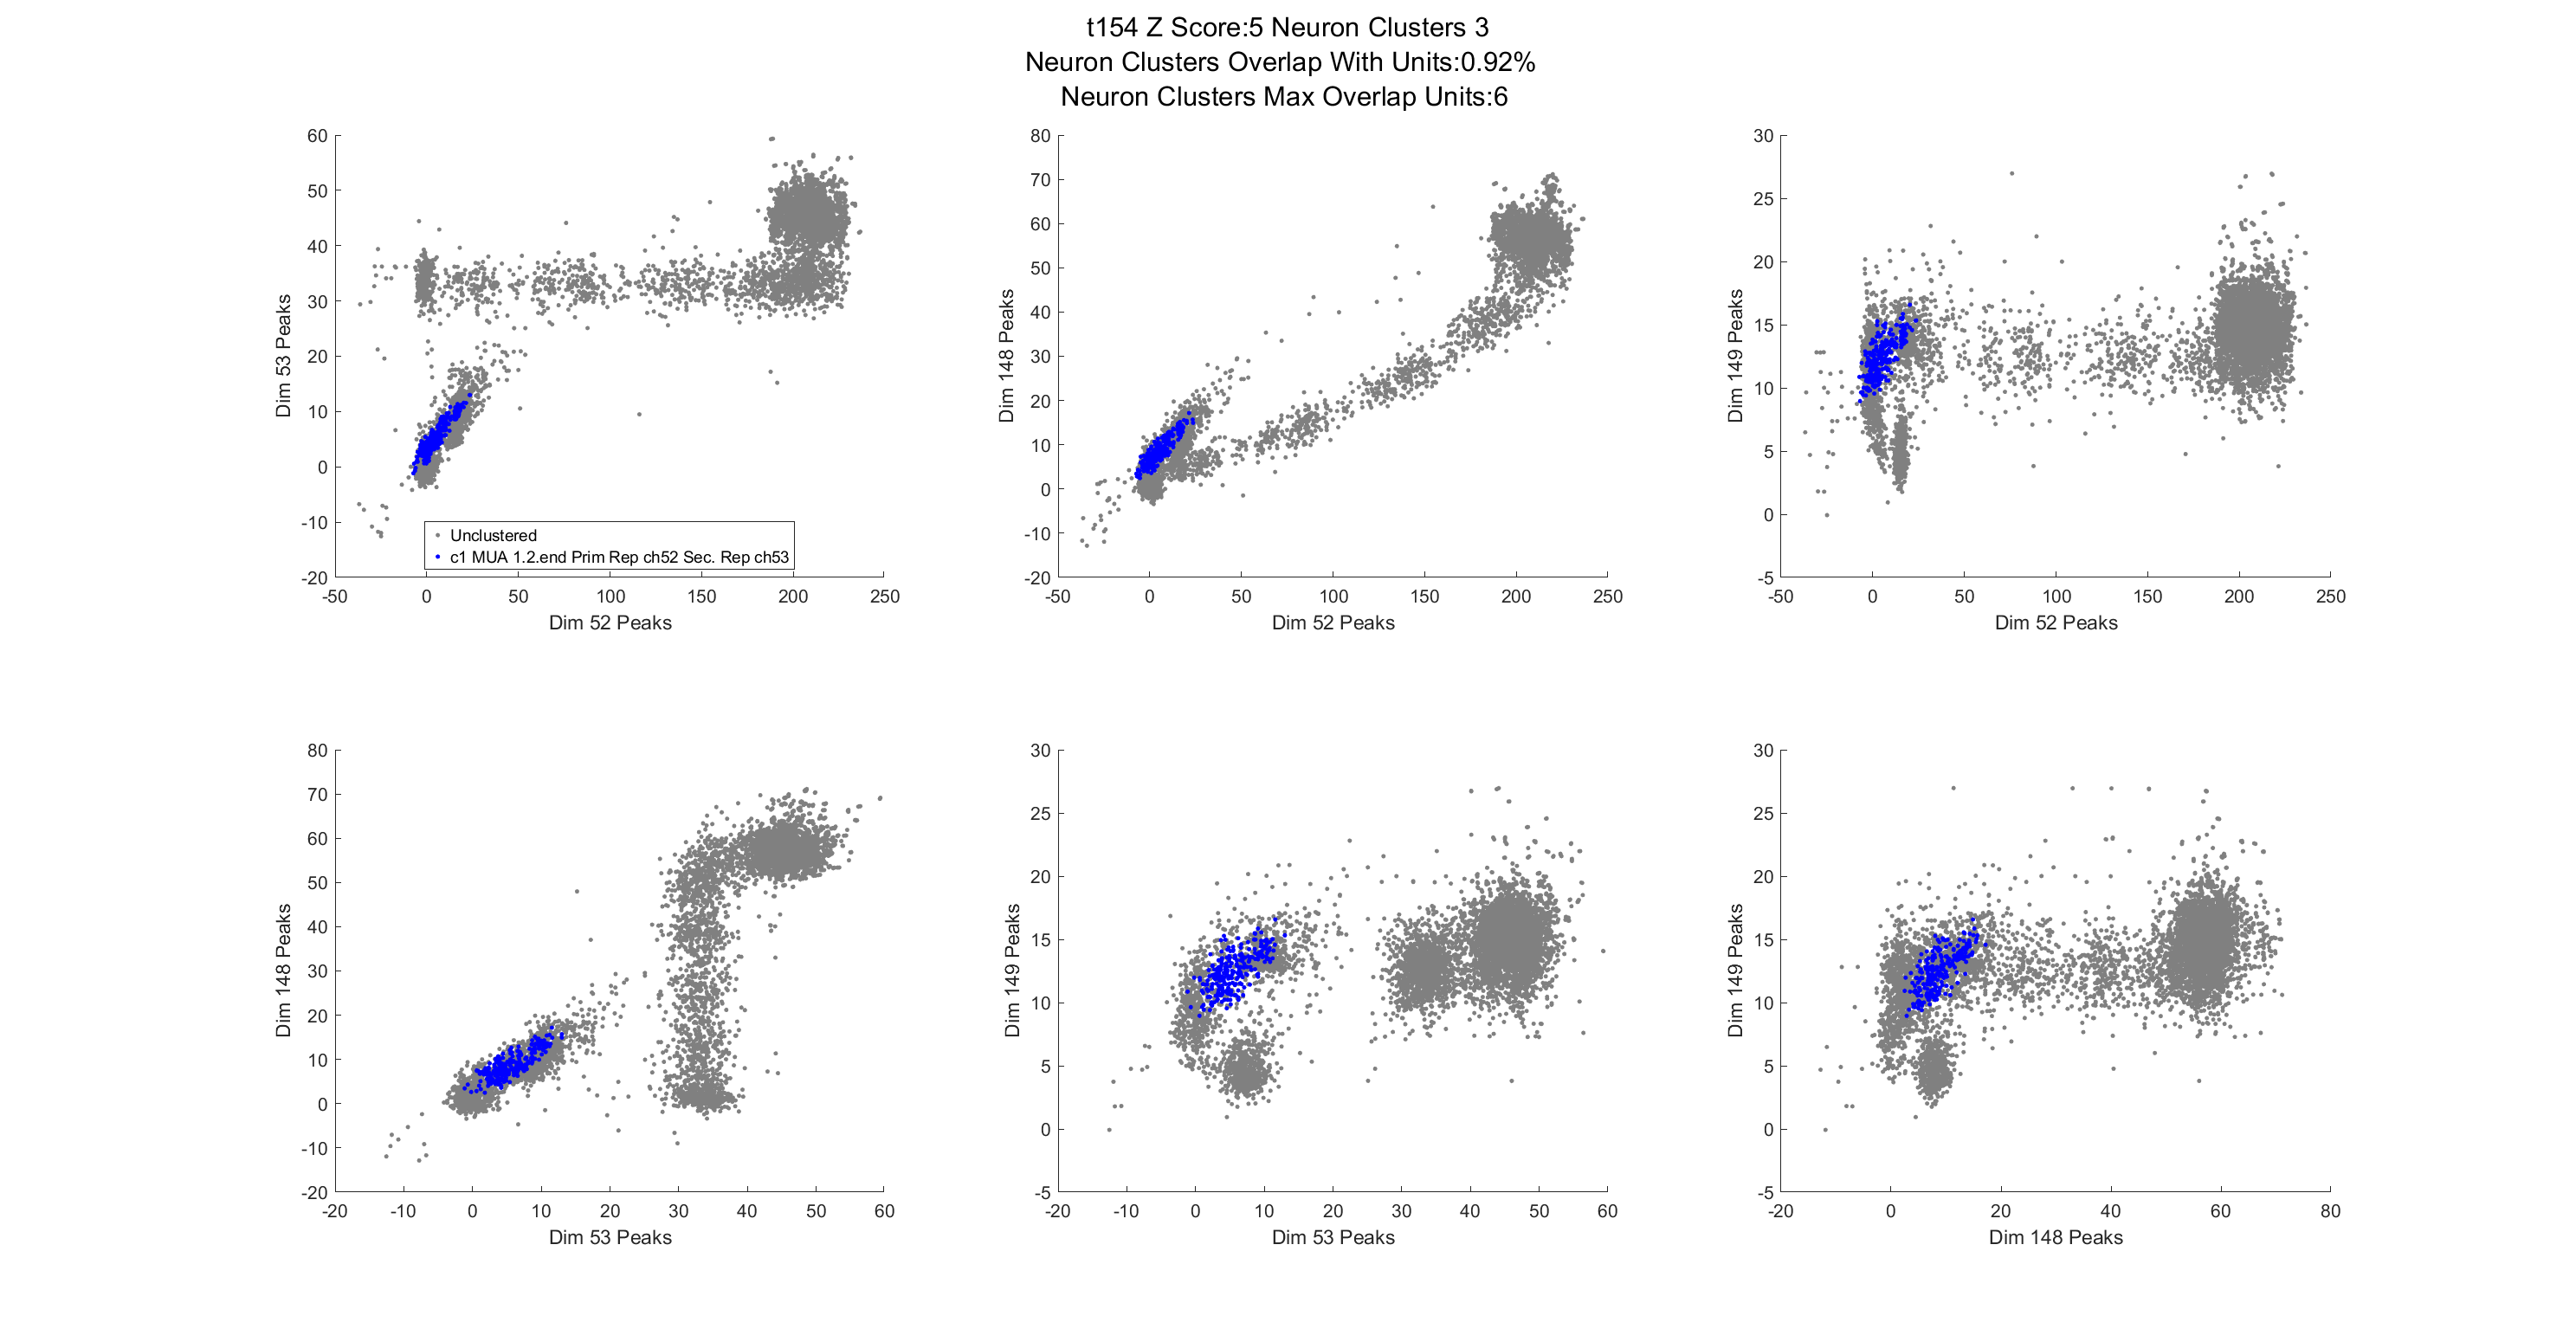 t154 Z Score:5 Neuron Clusters 3
Neuron Clusters Overlap With Units:0.92%
Neuron Clusters Max Overlap Units:6
60
50
40
30
20
10
0
-10
-20
Dim 53 Peaks
Unclustered
c1 MUA 1.2.end Prim Rep ch52 Sec. Rep ch53
-50 0 50 100 150 200 250
Dim 52 Peaks
80
70
60
50
40
30
20
10
0
-10
-20
Dim 148 Peaks
-50 0 50 100 150 200 250
Dim 52 Peaks
30
25
20
15
10
5
0
-5
Dim 149 Peaks
-50 0 50 100 150 200 250
Dim 52 Peaks
80
70
60
50
40
30
20
10
0
-10
-20
Dim 148 Peaks
-20 -10 0 10 20 30 40 50 60
Dim 53 Peaks
30
25
20
15
10
5
0
-5
Dim 149 Peaks
-20 -10 0 10 20 30 40 50 60
Dim 53 Peaks
30
25
20
15
10
5
0
-5
Dim 149 Peaks
-20 0 20 40 60 80
Dim 148 Peaks